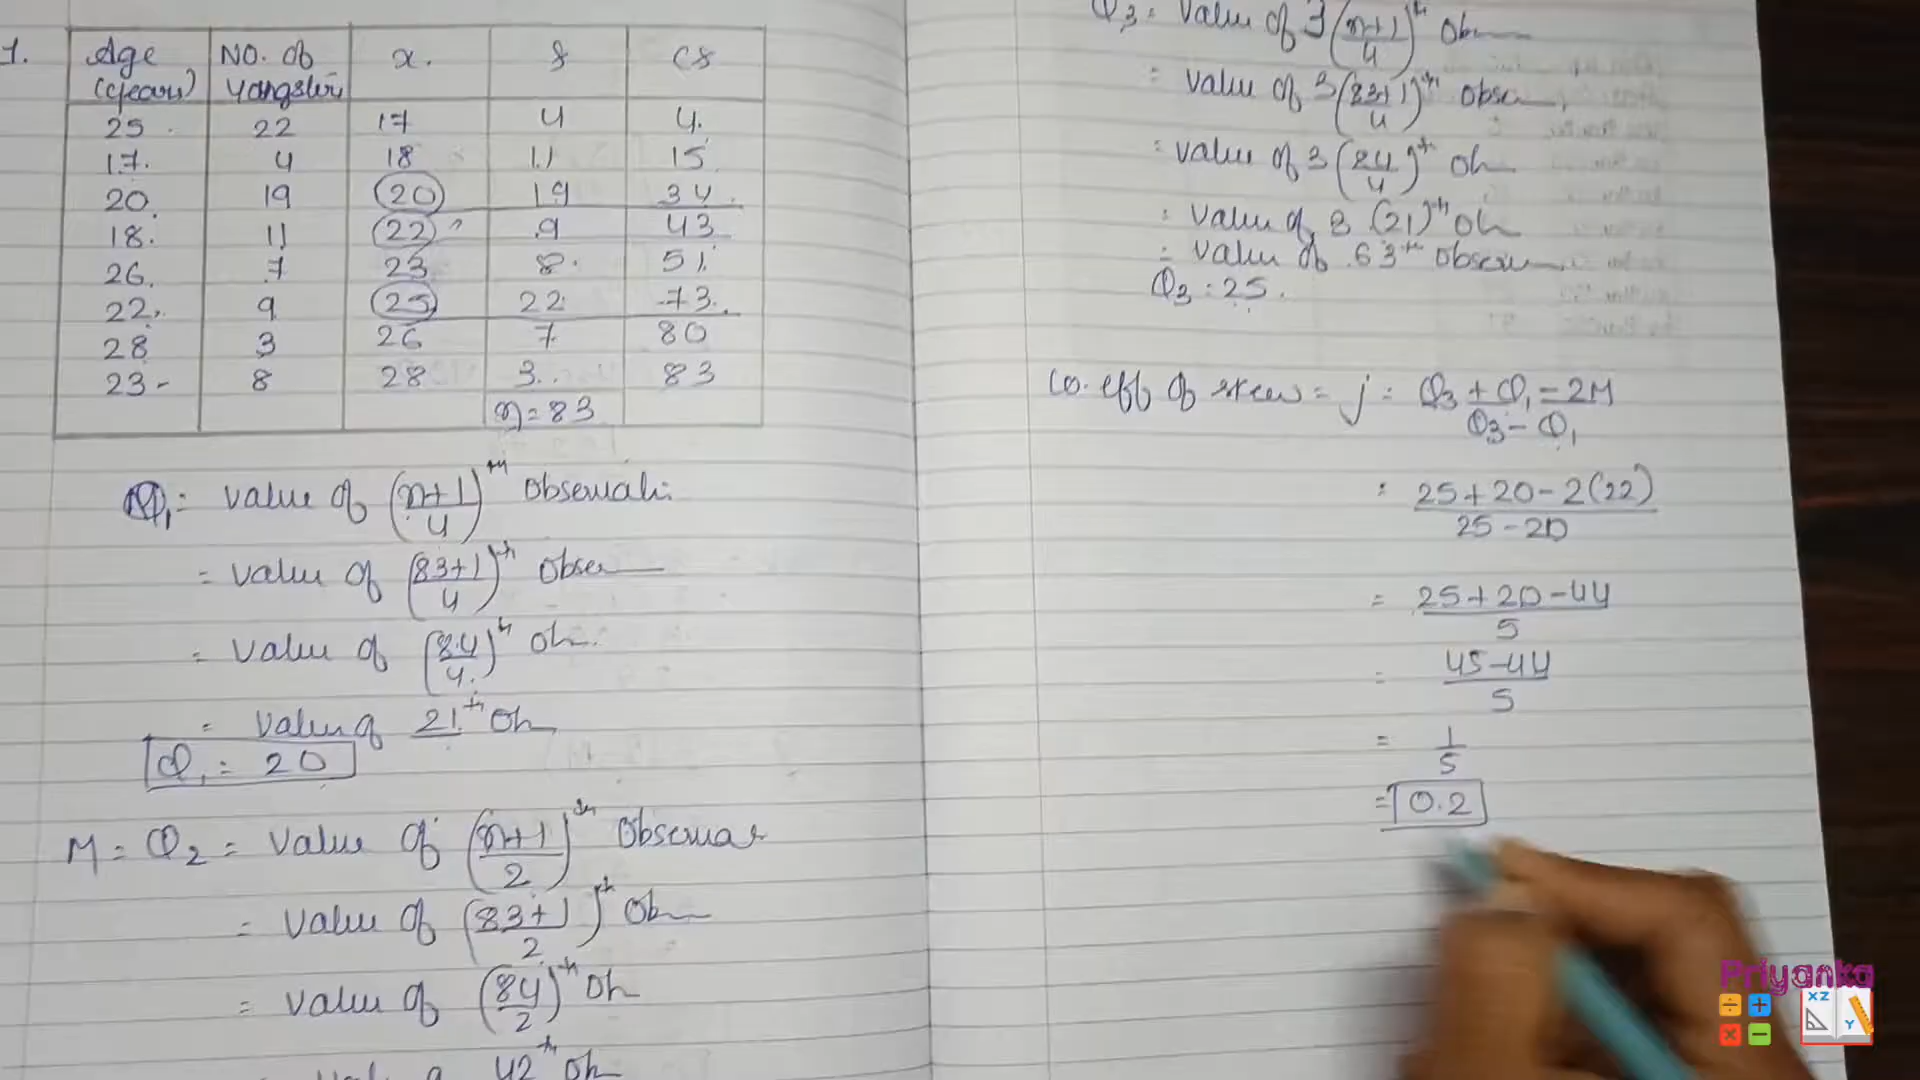 1.
Age (years) NO. of Yongsters x. f cf
25 22 17 4 4.
17. 4 18 11 15
20. 19 20 19 34.
18. 11 22 9 43
26. 7 23 8. 51
22. 9 25 22 73.
28 3 26 7 80
23- 8 28 3.. 83
n=83
Q1 = Value of (n+1/4)th Observati.
= value of (83+1/4)th Obser
= value of (84/4)th Ob
= value of 21th Ob
Q1 = 20
M = Q2 = Value of (n+1/2)th Observar
= value of (83+1/2)th Ob
= value of (84/2)th Ob
42th Ob
Q3 = Value of 3(n+1/4)th Obser
= value of 3(83+1/4)th obser
= value of 3(84/4)th Ob
= value of 3 (21)th Ob
= value of 63th Observ
Q3 = 25.
Co. eff of skew = j = Q3 + Q1 - 2M / Q3 - Q1
= 25+20-2(22) / 25-20
= 25+20-44 / 5
= 45-44 / 5
= 1/5
= 0.2
Priyanka
÷ + × −
XZ
Y